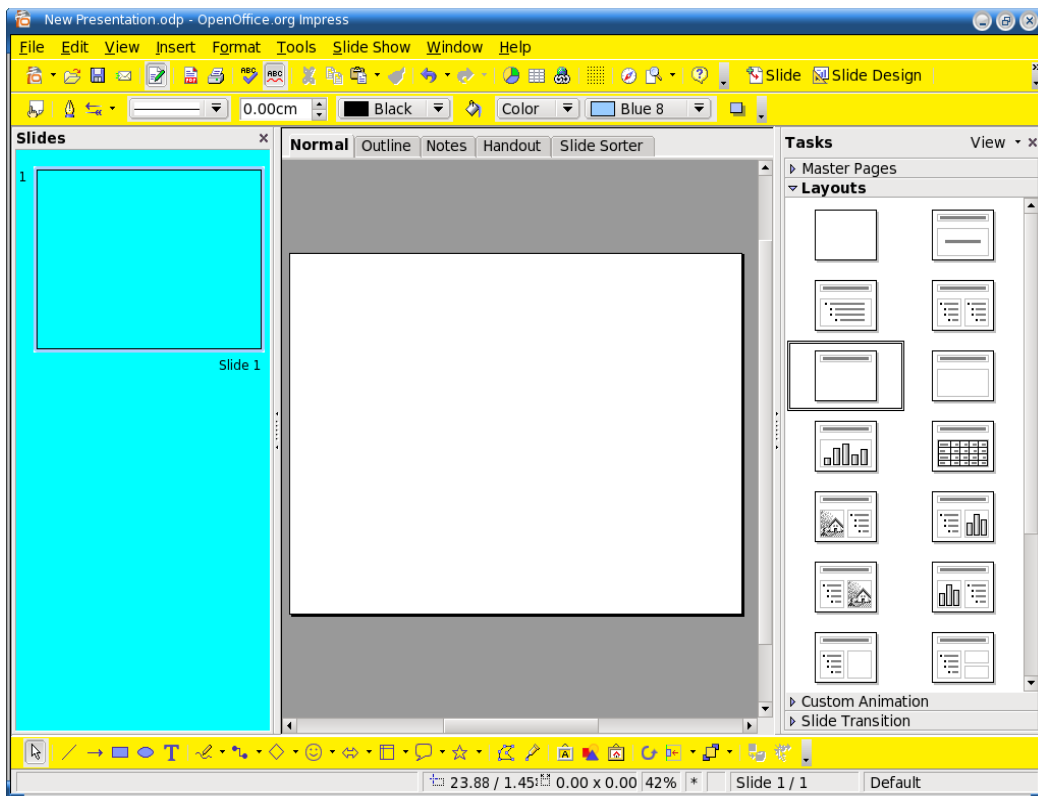 New Presentation.odp - OpenOffice.org Impress
File Edit View Insert Format Tools Slide Show Window Help
ABC ABC Slide Slide Design
0.00cm Black Color Blue 8
Slides
Normal Outline Notes Handout Slide Sorter
Tasks View
1
Slide 1
Master Pages
Layouts
Custom Animation
Slide Transition
T
23.88 / 1.45 0.00 x 0.00 42% * Slide 1 / 1 Default